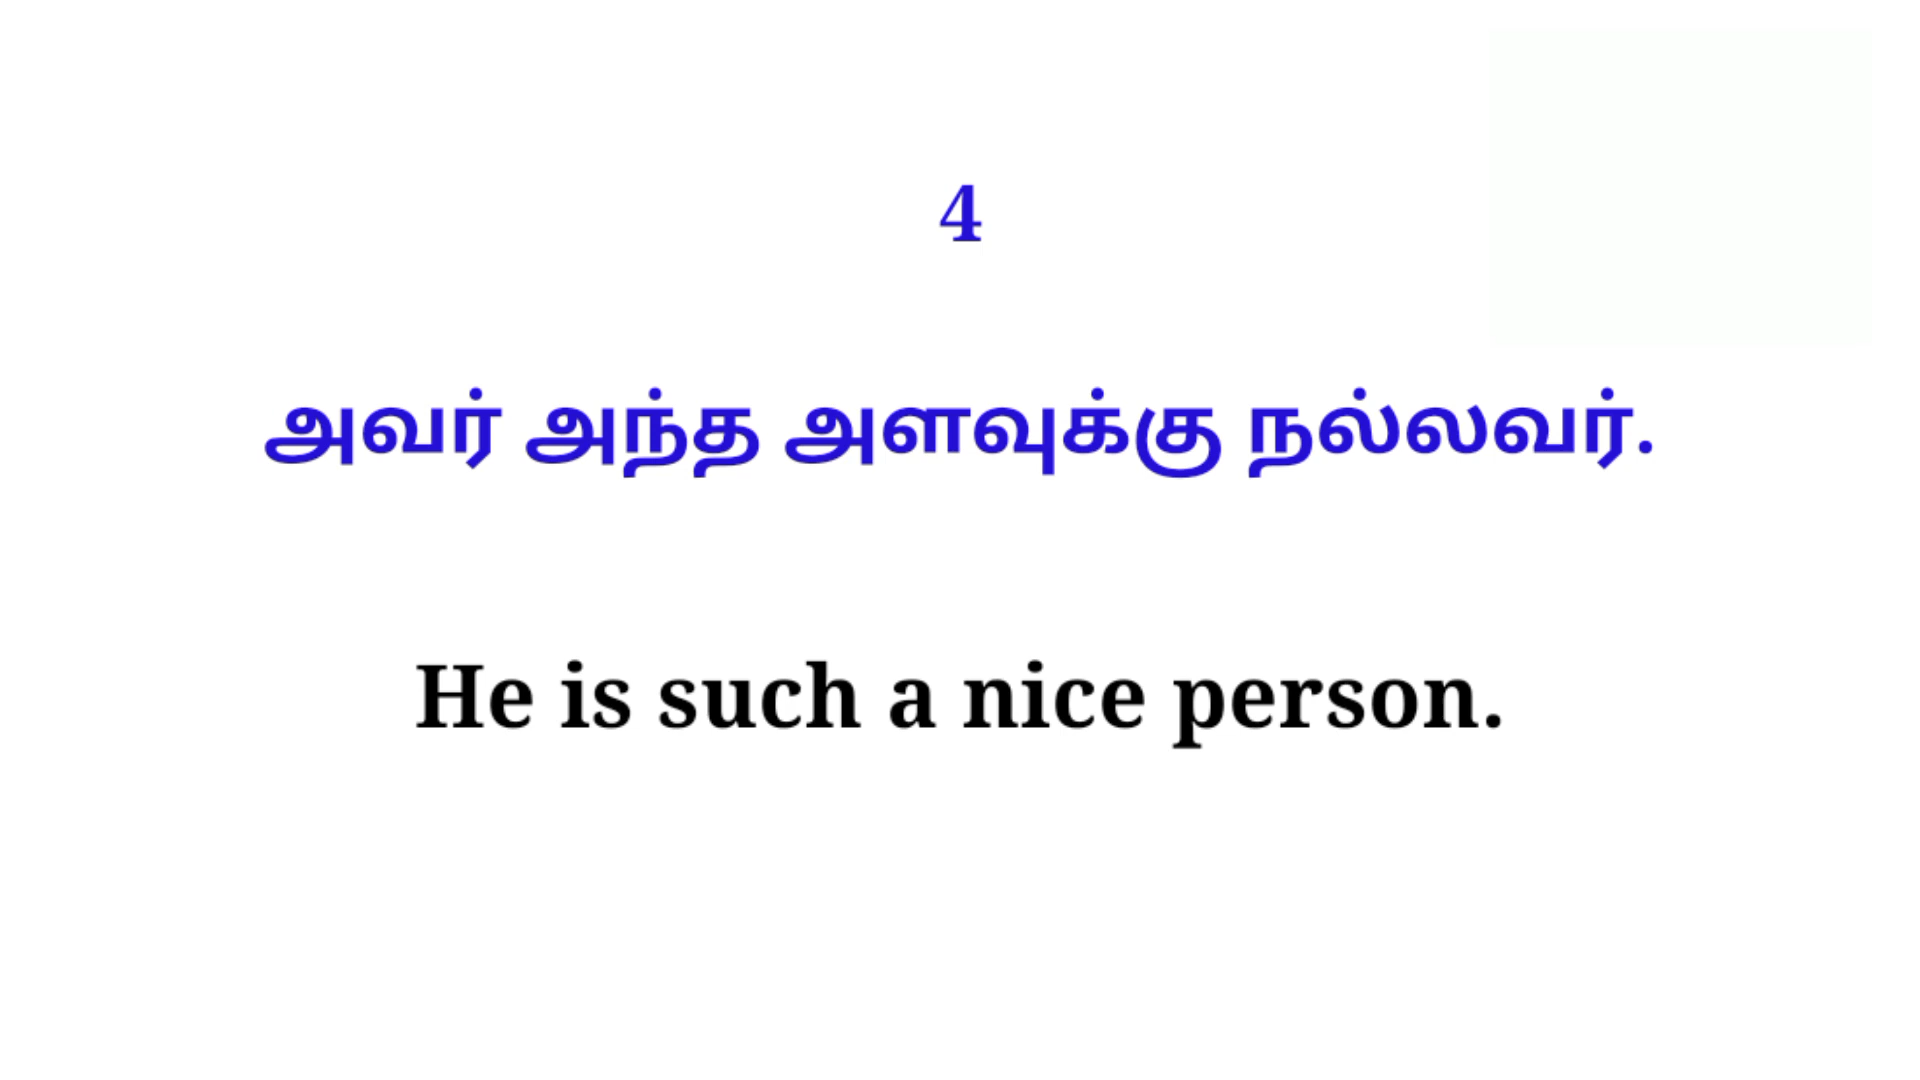 4
அவர் அந்த அளவுக்கு நல்லவர்.
He is such a nice person.